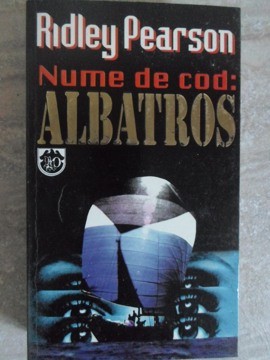 Ridley Pearson
Nume de cod:
ALBATROS